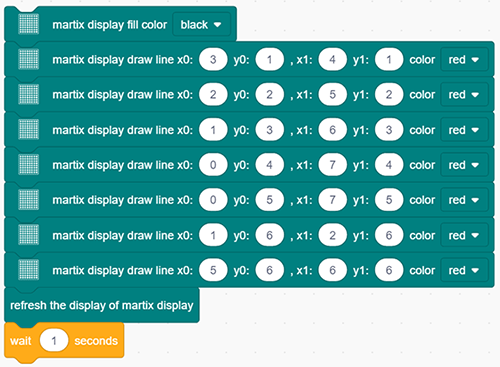 martix display fill color black
martix display draw line x0: 3 y0: 1 , x1: 4 y1: 1 color red
martix display draw line x0: 2 y0: 2 , x1: 5 y1: 2 color red
martix display draw line x0: 1 y0: 3 , x1: 6 y1: 3 color red
martix display draw line x0: 0 y0: 4 , x1: 7 y1: 4 color red
martix display draw line x0: 0 y0: 5 , x1: 7 y1: 5 color red
martix display draw line x0: 1 y0: 6 , x1: 2 y1: 6 color red
martix display draw line x0: 5 y0: 6 , x1: 6 y1: 6 color red
refresh the display of martix display
wait 1 seconds